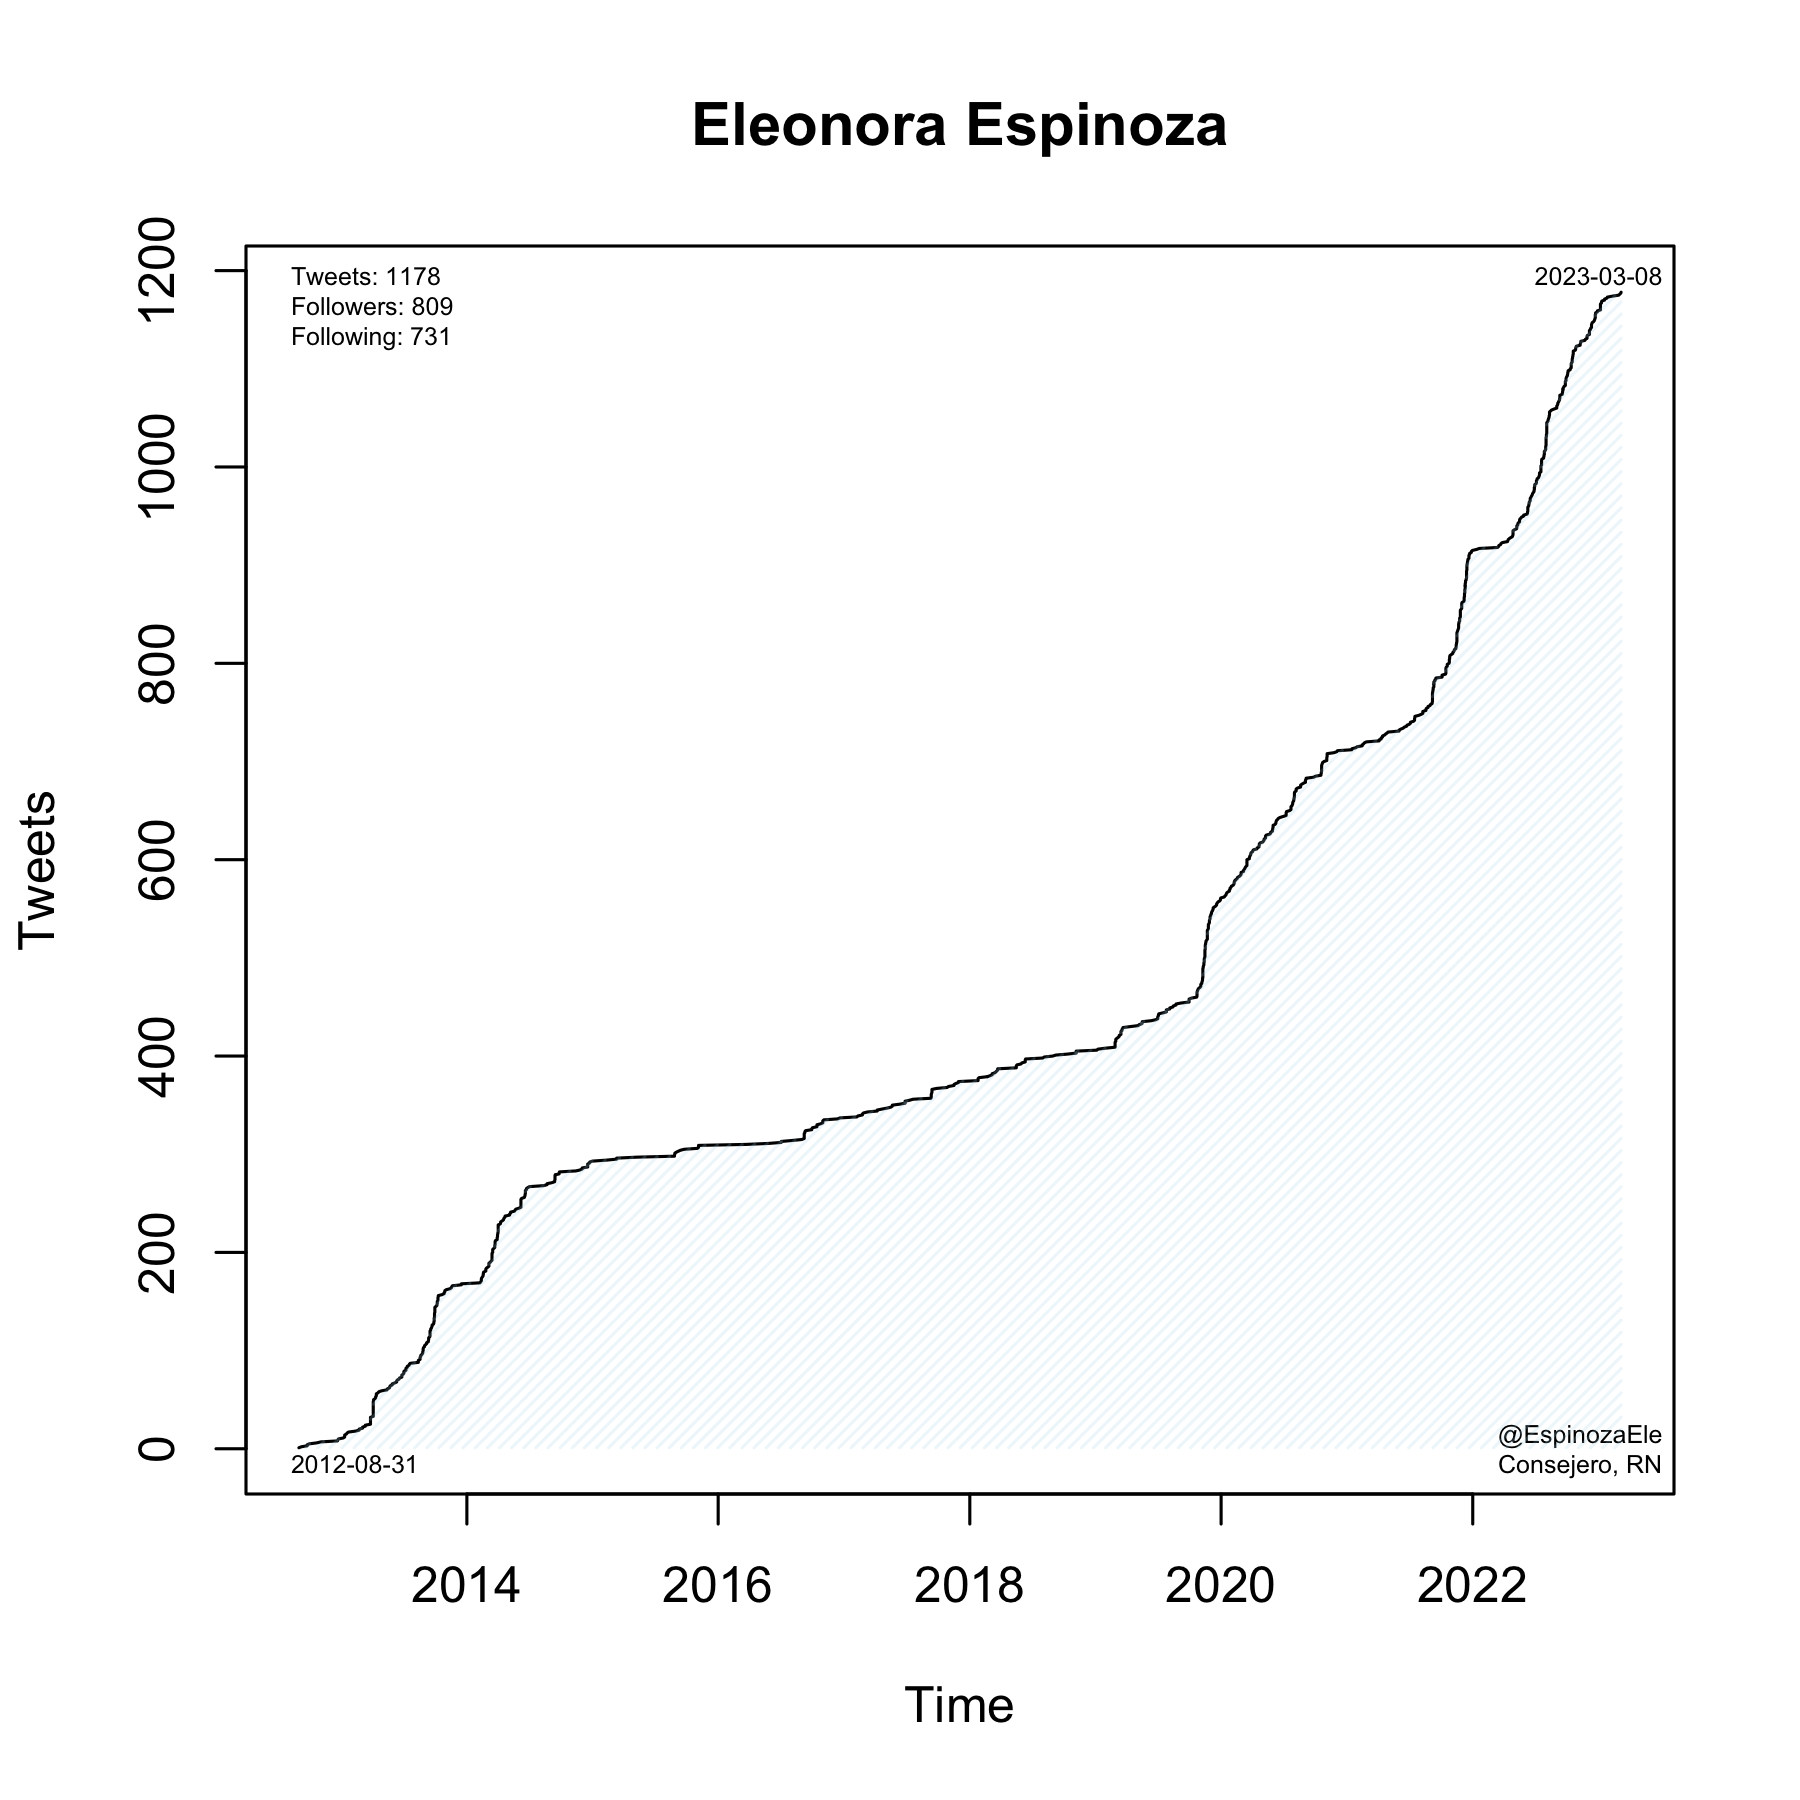 Eleonora Espinoza
Tweets: 1178
Followers: 809
Following: 731
2023-03-08
1200
1000
800
600
400
200
0
Tweets
2012-08-31
@EspinozaEle
Consejero, RN
2014 2016 2018 2020 2022
Time